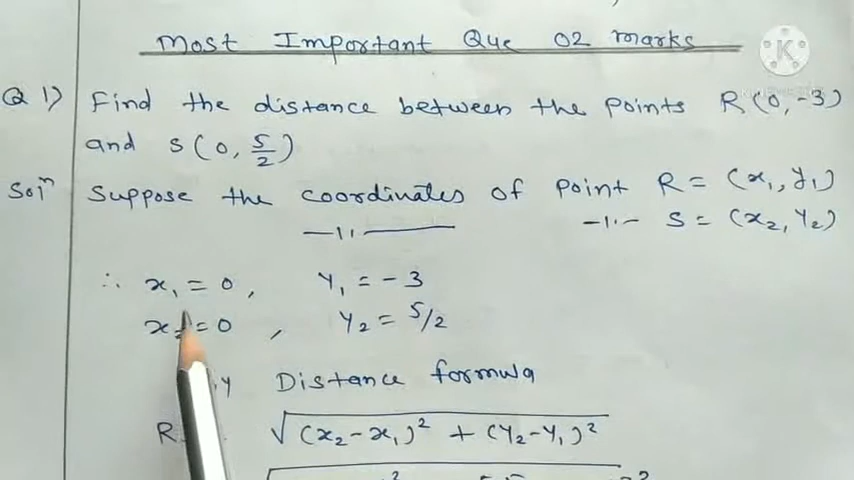 Most Important Que 02 marks
K
Q 1) Find the distance between the points R(0,-3)
and S(0, 5/2)
Solⁿ Suppose the coordinates of point R = (x₁, y₁)
—〃— —〃— S = (x₂, y₂)
∴ x₁ = 0, y₁ = -3
x₂ = 0, y₂ = 5/2
y Distance formula
R √(x₂-x₁)² + (y₂-y₁)²